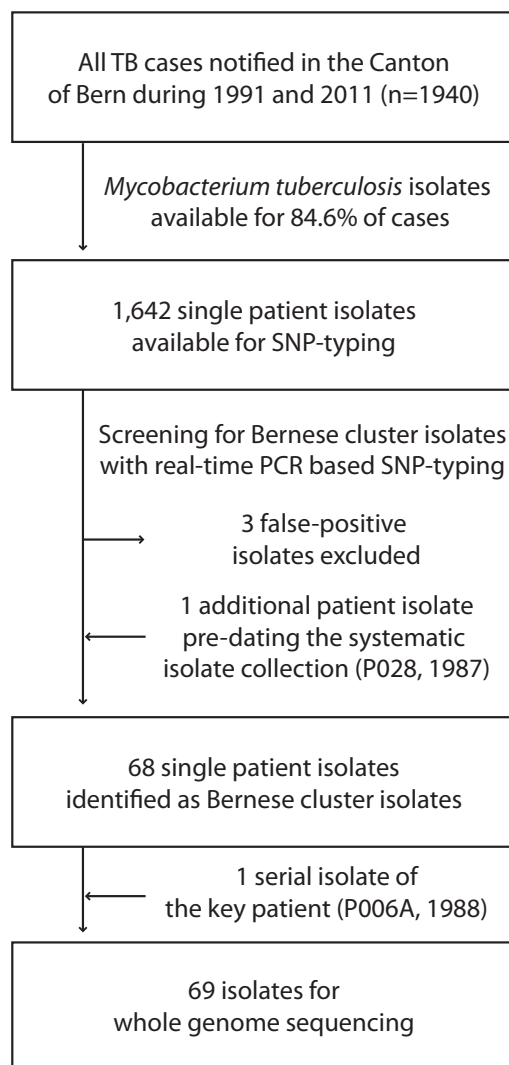 All TB cases notified in the Canton
of Bern during 1991 and 2011 (n=1940)
Mycobacterium tuberculosis isolates
available for 84.6% of cases
1,642 single patient isolates
available for SNP-typing
Screening for Bernese cluster isolates
with real-time PCR based SNP-typing
3 false-positive
isolates excluded
1 additional patient isolate
pre-dating the systematic
isolate collection (P028, 1987)
68 single patient isolates
identified as Bernese cluster isolates
1 serial isolate of
the key patient (P006A, 1988)
69 isolates for
whole genome sequencing